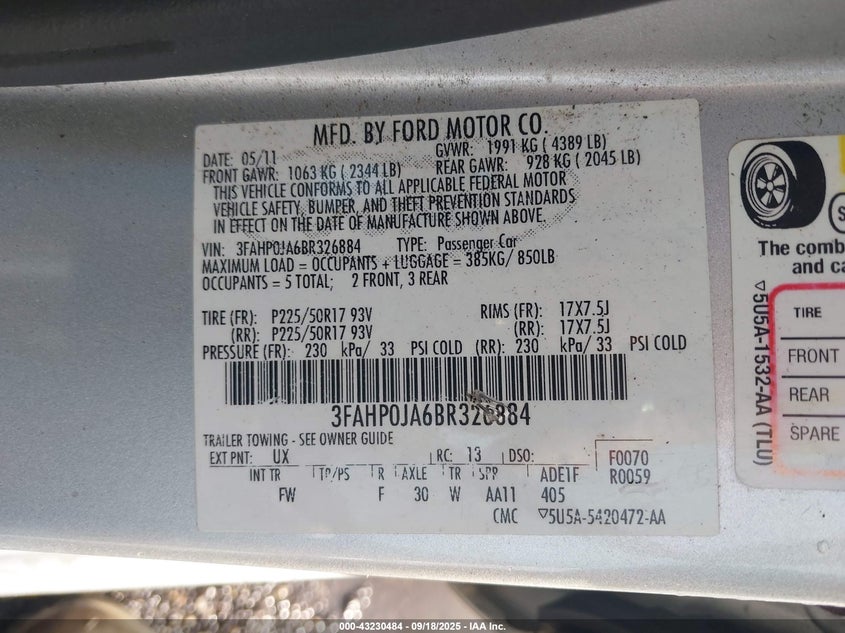 MFD. BY FORD MOTOR CO.
DATE: 05/11
GVWR: 1991 KG ( 4389 LB)
FRONT GAWR: 1063 KG ( 2344 LB)
REAR GAWR: 928 KG ( 2045 LB)
THIS VEHICLE CONFORMS TO ALL APPLICABLE FEDERAL MOTOR
VEHICLE SAFETY, BUMPER, AND THEFT PREVENTION STANDARDS
IN EFFECT ON THE DATE OF MANUFACTURE SHOWN ABOVE.
VIN: 3FAHP0JA6BR326884 TYPE: Passenger Car
MAXIMUM LOAD = OCCUPANTS + LUGGAGE = 385KG/ 850LB
OCCUPANTS = 5 TOTAL; 2 FRONT, 3 REAR
TIRE (FR): P225/50R17 93V RIMS (FR): 17X7.5J
(RR): P225/50R17 93V (RR): 17X7.5J
PRESSURE (FR): 230 kPa/ 33 PSI COLD (RR): 230 kPa/ 33 PSI COLD
3FAHP0JA6BR326884
TRAILER TOWING - SEE OWNER GUIDE
EXT PNT: UX RC: 13 DSO: F0070
R0059
INT TR TP/PS R AXLE TR SPR ADE1F
FW F 30 W AA11 405
CMC ▽5U5A-5420472-AA
The comb
and ca
TIRE
FRONT
REAR
SPARE
▽5U5A-1532-AA (TLU)
000-43230484 - 09/18/2025 - IAA Inc.